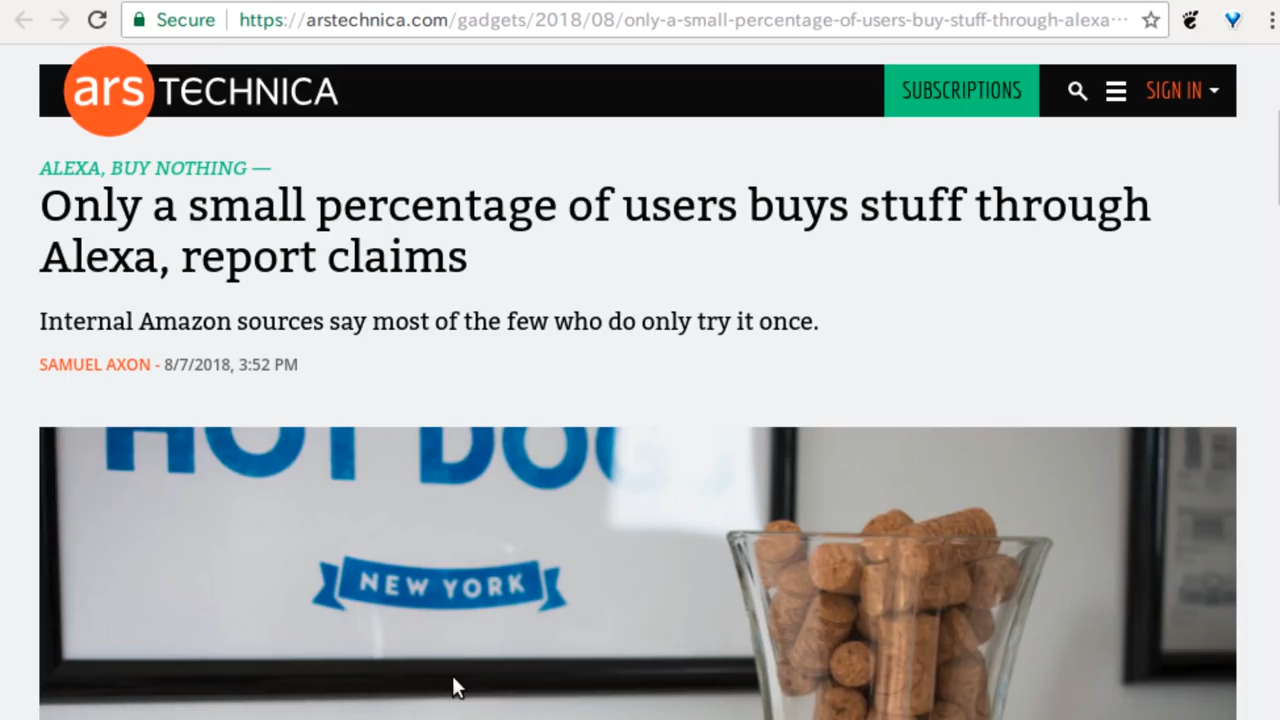 Secure
https://arstechnica.com/gadgets/2018/08/only-a-small-percentage-of-users-buy-stuff-through-alexa···
ars TECHNICA
SUBSCRIPTIONS
SIGN IN
ALEXA, BUY NOTHING —
Only a small percentage of users buys stuff through
Alexa, report claims
Internal Amazon sources say most of the few who do only try it once.
SAMUEL AXON - 8/7/2018, 3:52 PM
HOT DOG
NEW YORK